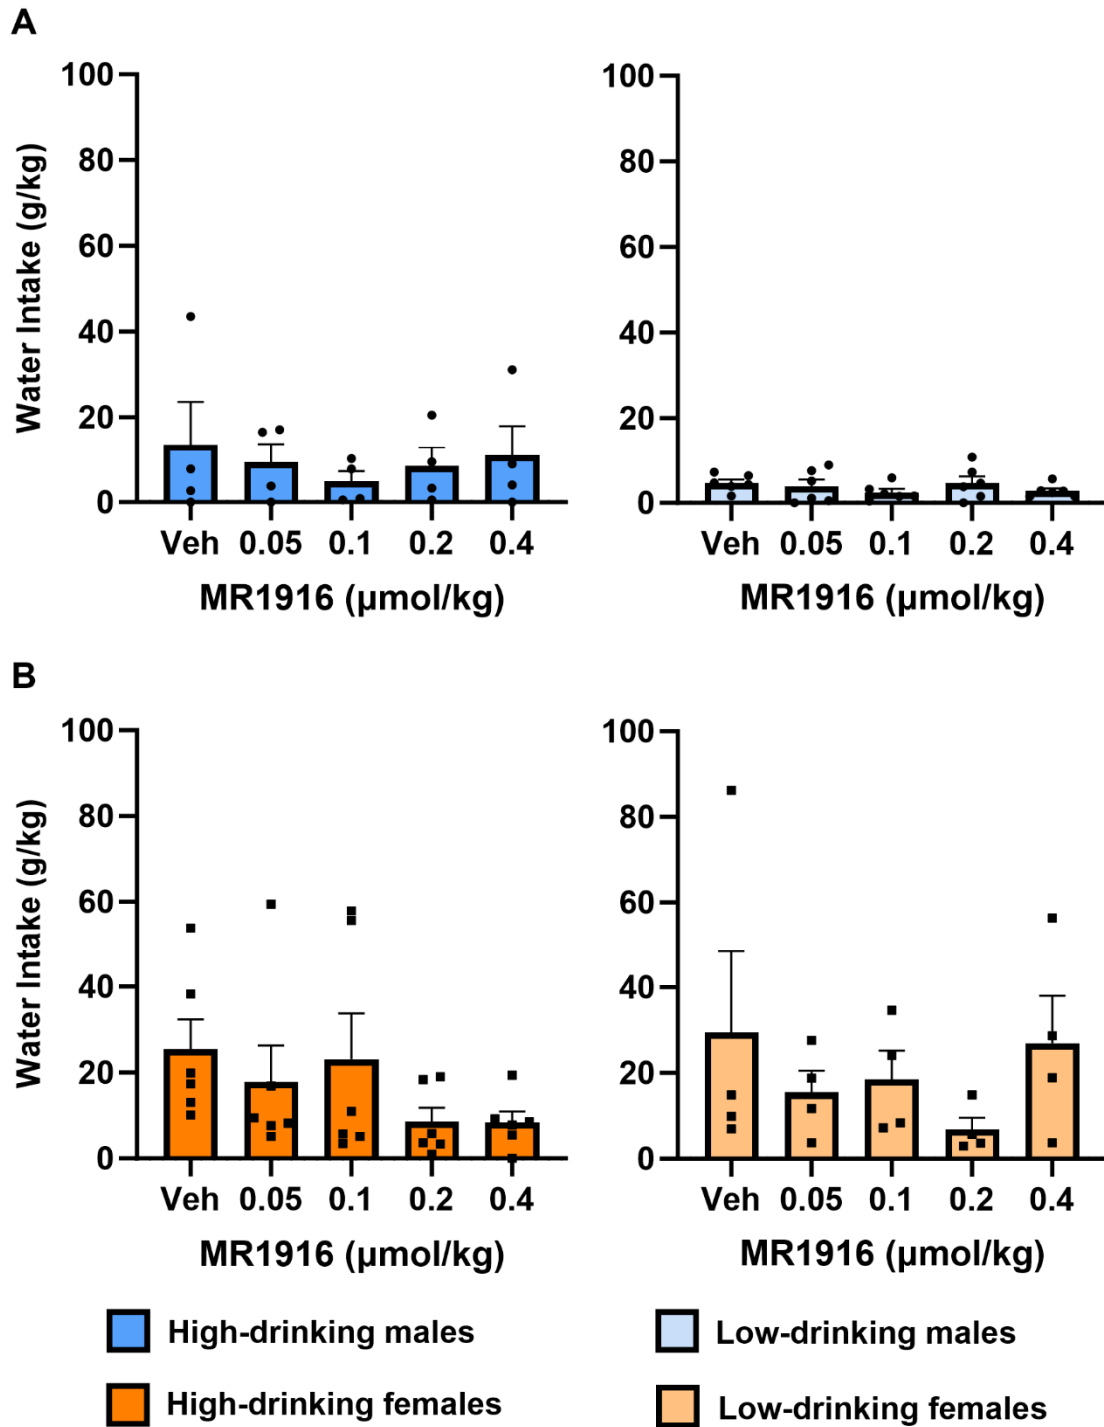 A
Water Intake (g/kg)
100
80
60
40
20
0
Veh 0.05 0.1 0.2 0.4
MR1916 (μmol/kg)
100
80
60
40
20
0
Veh 0.05 0.1 0.2 0.4
MR1916 (μmol/kg)
B
Water Intake (g/kg)
100
80
60
40
20
0
Veh 0.05 0.1 0.2 0.4
MR1916 (μmol/kg)
100
80
60
40
20
0
Veh 0.05 0.1 0.2 0.4
MR1916 (μmol/kg)
High-drinking males
Low-drinking males
High-drinking females
Low-drinking females